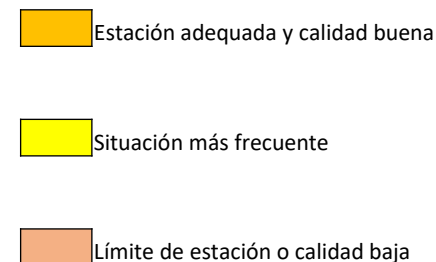 Estación adequada y calidad buena
Situación más frecuente
Límite de estación o calidad baja